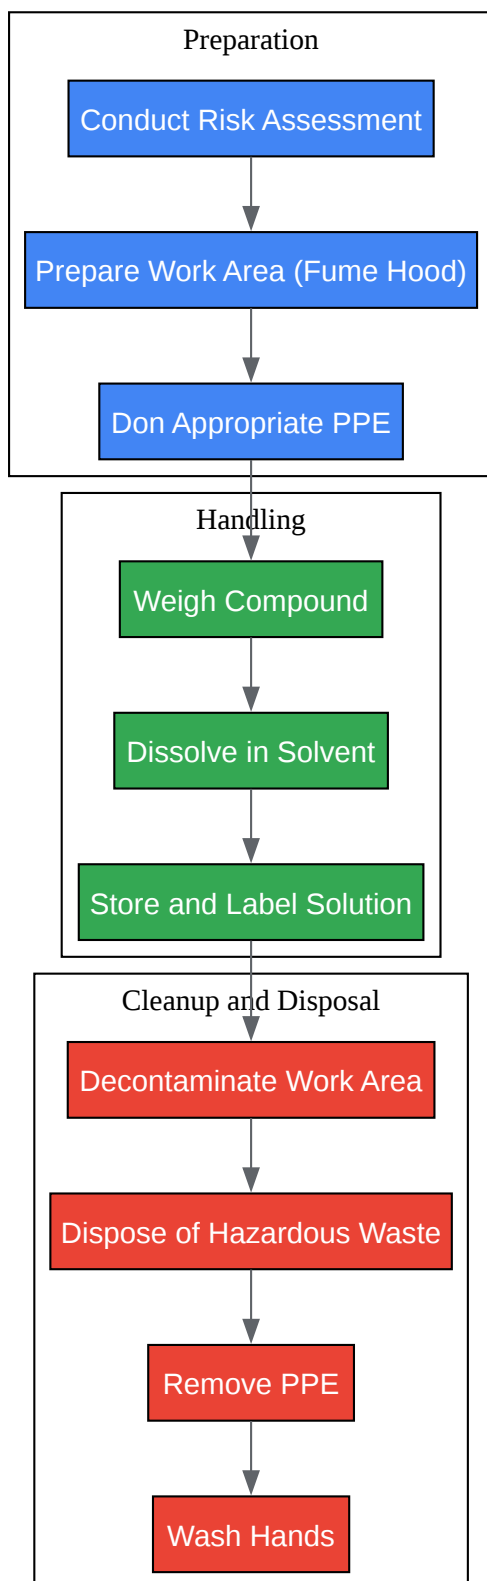 Preparation
Conduct Risk Assessment
Prepare Work Area (Fume Hood)
Don Appropriate PPE
Handling
Weigh Compound
Dissolve in Solvent
Store and Label Solution
Cleanup and Disposal
Decontaminate Work Area
Dispose of Hazardous Waste
Remove PPE
Wash Hands